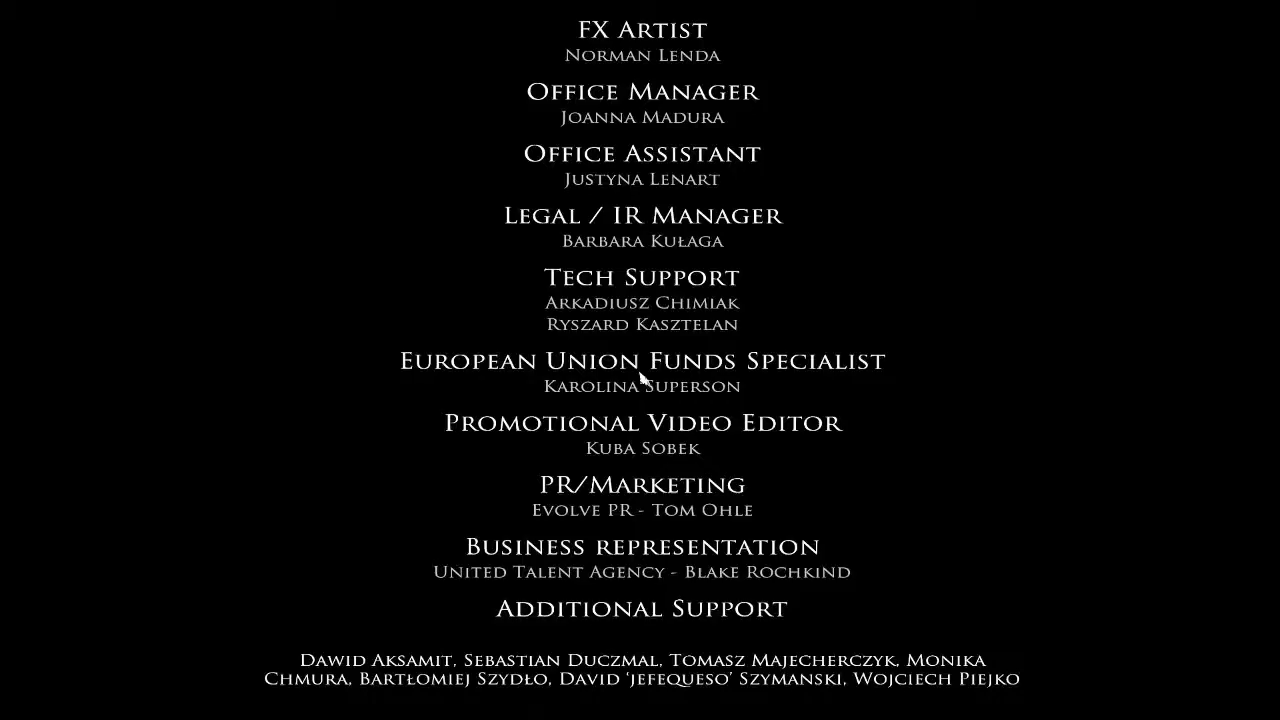 FX Artist
Norman Lenda
Office Manager
Joanna Madura
Office Assistant
Justyna Lenart
Legal / IR Manager
Barbara Kułaga
Tech Support
Arkadiusz Chimiak
Ryszard Kasztelan
European Union Funds Specialist
Karolina Superson
Promotional Video Editor
Kuba Sobek
PR/Marketing
Evolve PR - Tom Ohle
Business representation
United Talent Agency - Blake Rochkind
Additional Support
Dawid Aksamit, Sebastian Duczmal, Tomasz Majecherczyk, Monika
Chmura, Bartłomiej Szydło, David ‘jefequeso’ Szymanski, Wojciech Piejko